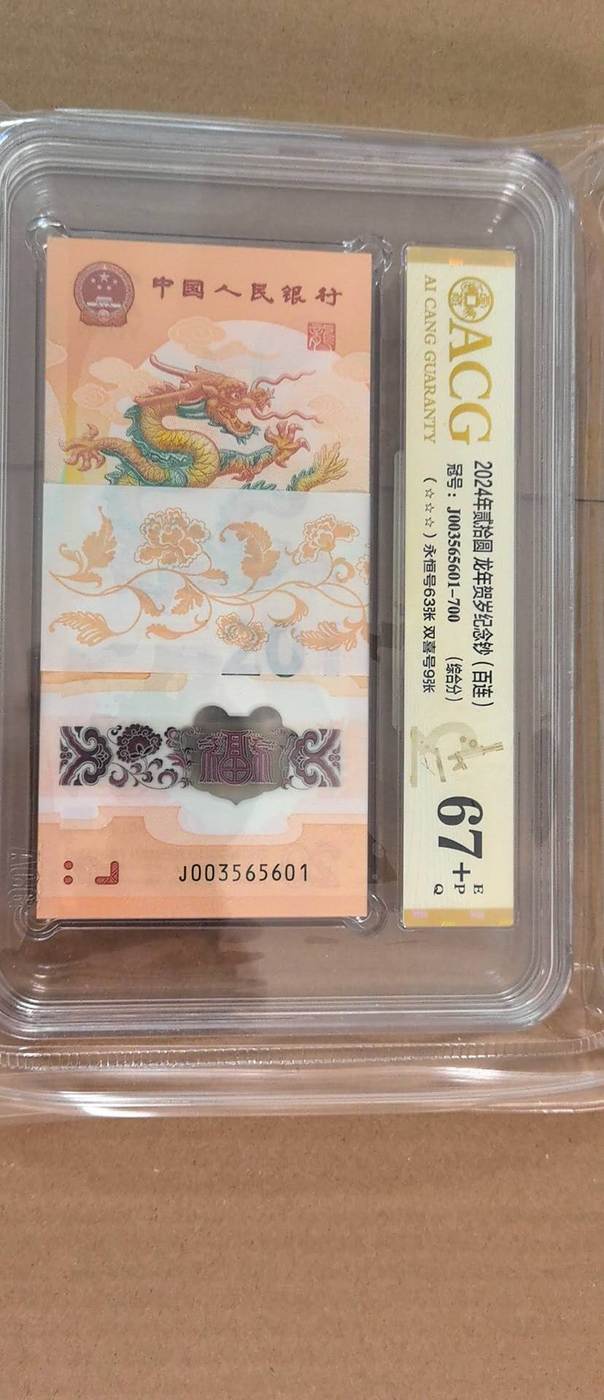 中国人民银行
201
福
J003565601
ACG
AI CANG GUARANTY
2024年贰拾圆 龙年贺岁纪念钞（百连）
冠号：J003565601-700 （综合分）
（☆☆☆）永恒号63张 双喜号9张
67+
E
P
Q